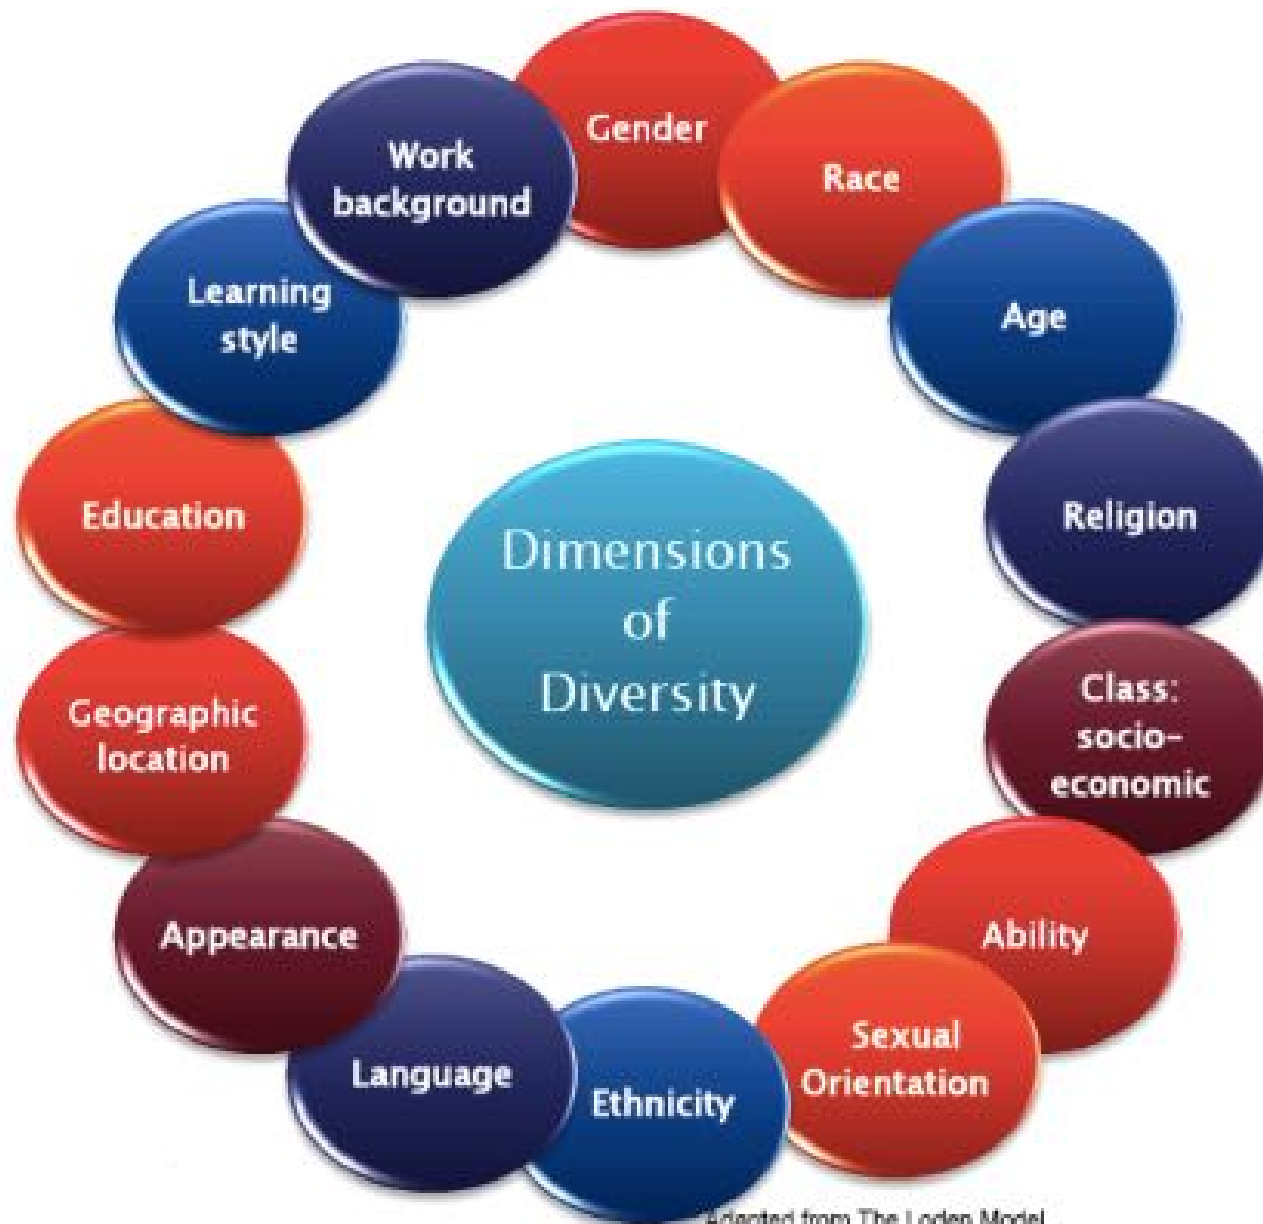 Dimensions
of
Diversity
Gender
Race
Age
Religion
Class:
socio-
economic
Ability
Sexual
Orientation
Ethnicity
Language
Appearance
Geographic
location
Education
Learning
style
Work
background
Adapted from The Loden Model